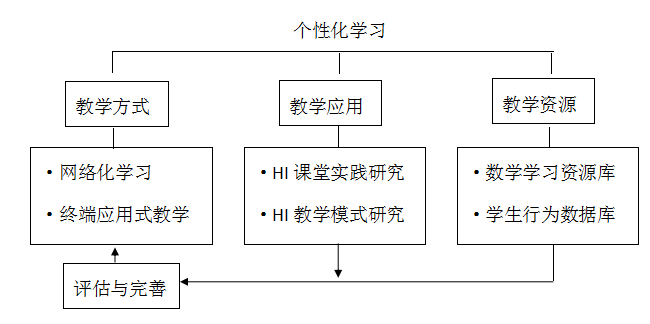 个性化学习
教学方式
教学应用
教学资源
·网络化学习
·终端应用式教学
·HI 课堂实践研究
·HI 教学模式研究
·数学学习资源库
·学生行为数据库
评估与完善